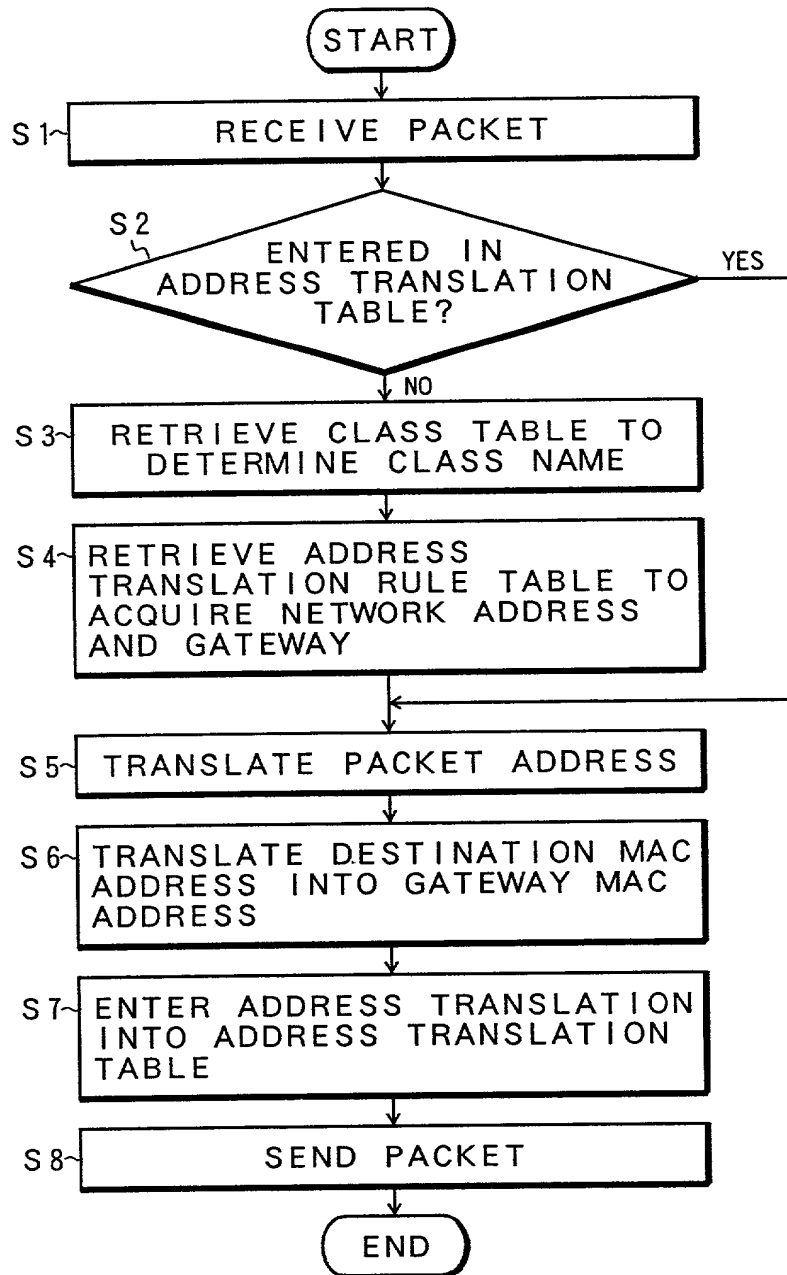 START
S1
RECEIVE PACKET
S2
ENTERED IN
ADDRESS TRANSLATION
TABLE?
YES
NO
S3
RETRIEVE CLASS TABLE TO
DETERMINE CLASS NAME
S4
RETRIEVE ADDRESS
TRANSLATION RULE TABLE TO
ACQUIRE NETWORK ADDRESS
AND GATEWAY
S5
TRANSLATE PACKET ADDRESS
S6
TRANSLATE DESTINATION MAC
ADDRESS INTO GATEWAY MAC
ADDRESS
S7
ENTER ADDRESS TRANSLATION
INTO ADDRESS TRANSLATION
TABLE
S8
SEND PACKET
END